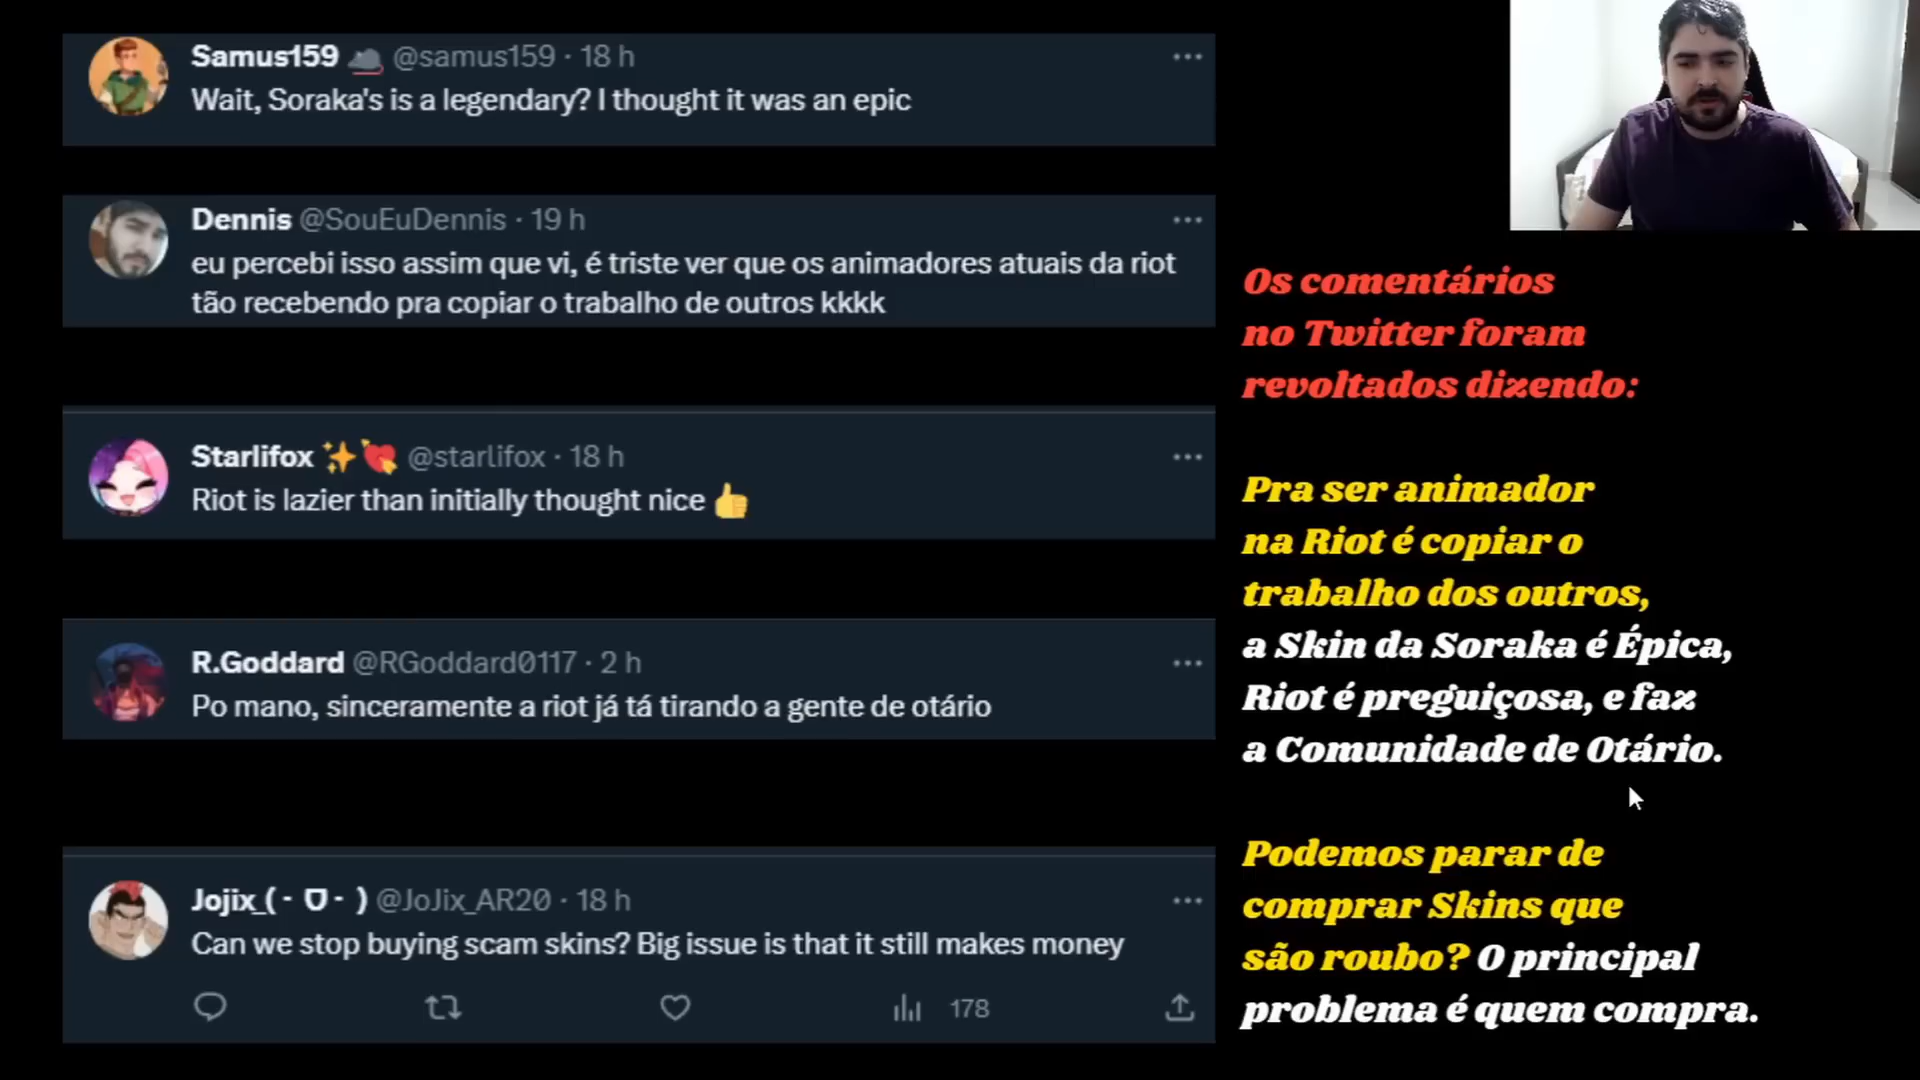 Samus159 🐀 @samus159 · 18 h
Wait, Soraka's is a legendary? I thought it was an epic
Dennis @SouEuDennis · 19 h
eu percebi isso assim que vi, é triste ver que os animadores atuais da riot
tão recebendo pra copiar o trabalho de outros kkkk
Starlifox ✨💘 @starlifox · 18 h
Riot is lazier than initially thought nice 👍
R.Goddard @RGoddard0117 · 2 h
Po mano, sinceramente a riot já tá tirando a gente de otário
Jojix_(・ᗜ・) @JoJix_AR20 · 18 h
Can we stop buying scam skins? Big issue is that it still makes money
178
Os comentários
no Twitter foram
revoltados dizendo:
Pra ser animador
na Riot é copiar o
trabalho dos outros,
a Skin da Soraka é Épica,
Riot é preguiçosa, e faz
a Comunidade de Otário.
Podemos parar de
comprar Skins que
são roubo? O principal
problema é quem compra.